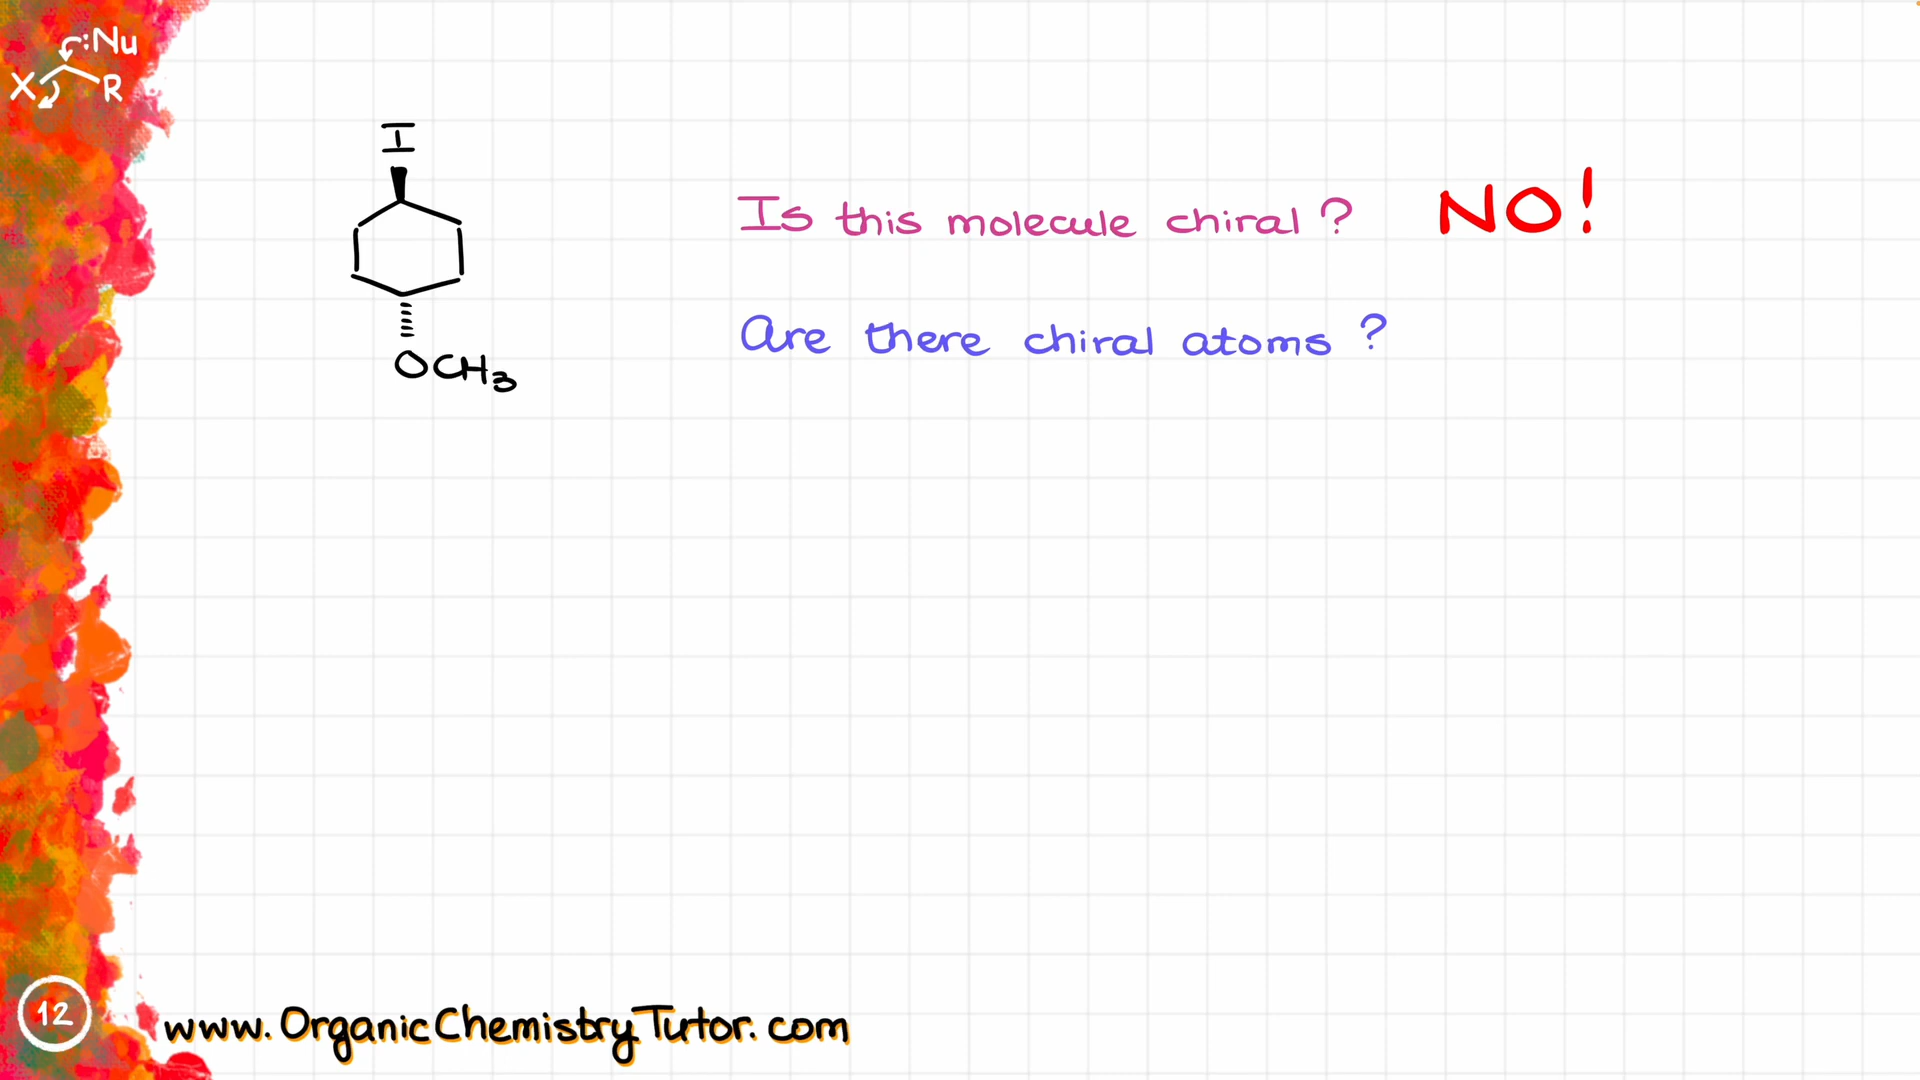 :Nu
X R
I
OCH₃
Is this molecule chiral? NO!
Are there chiral atoms?
12
www.OrganicChemistryTutor.com